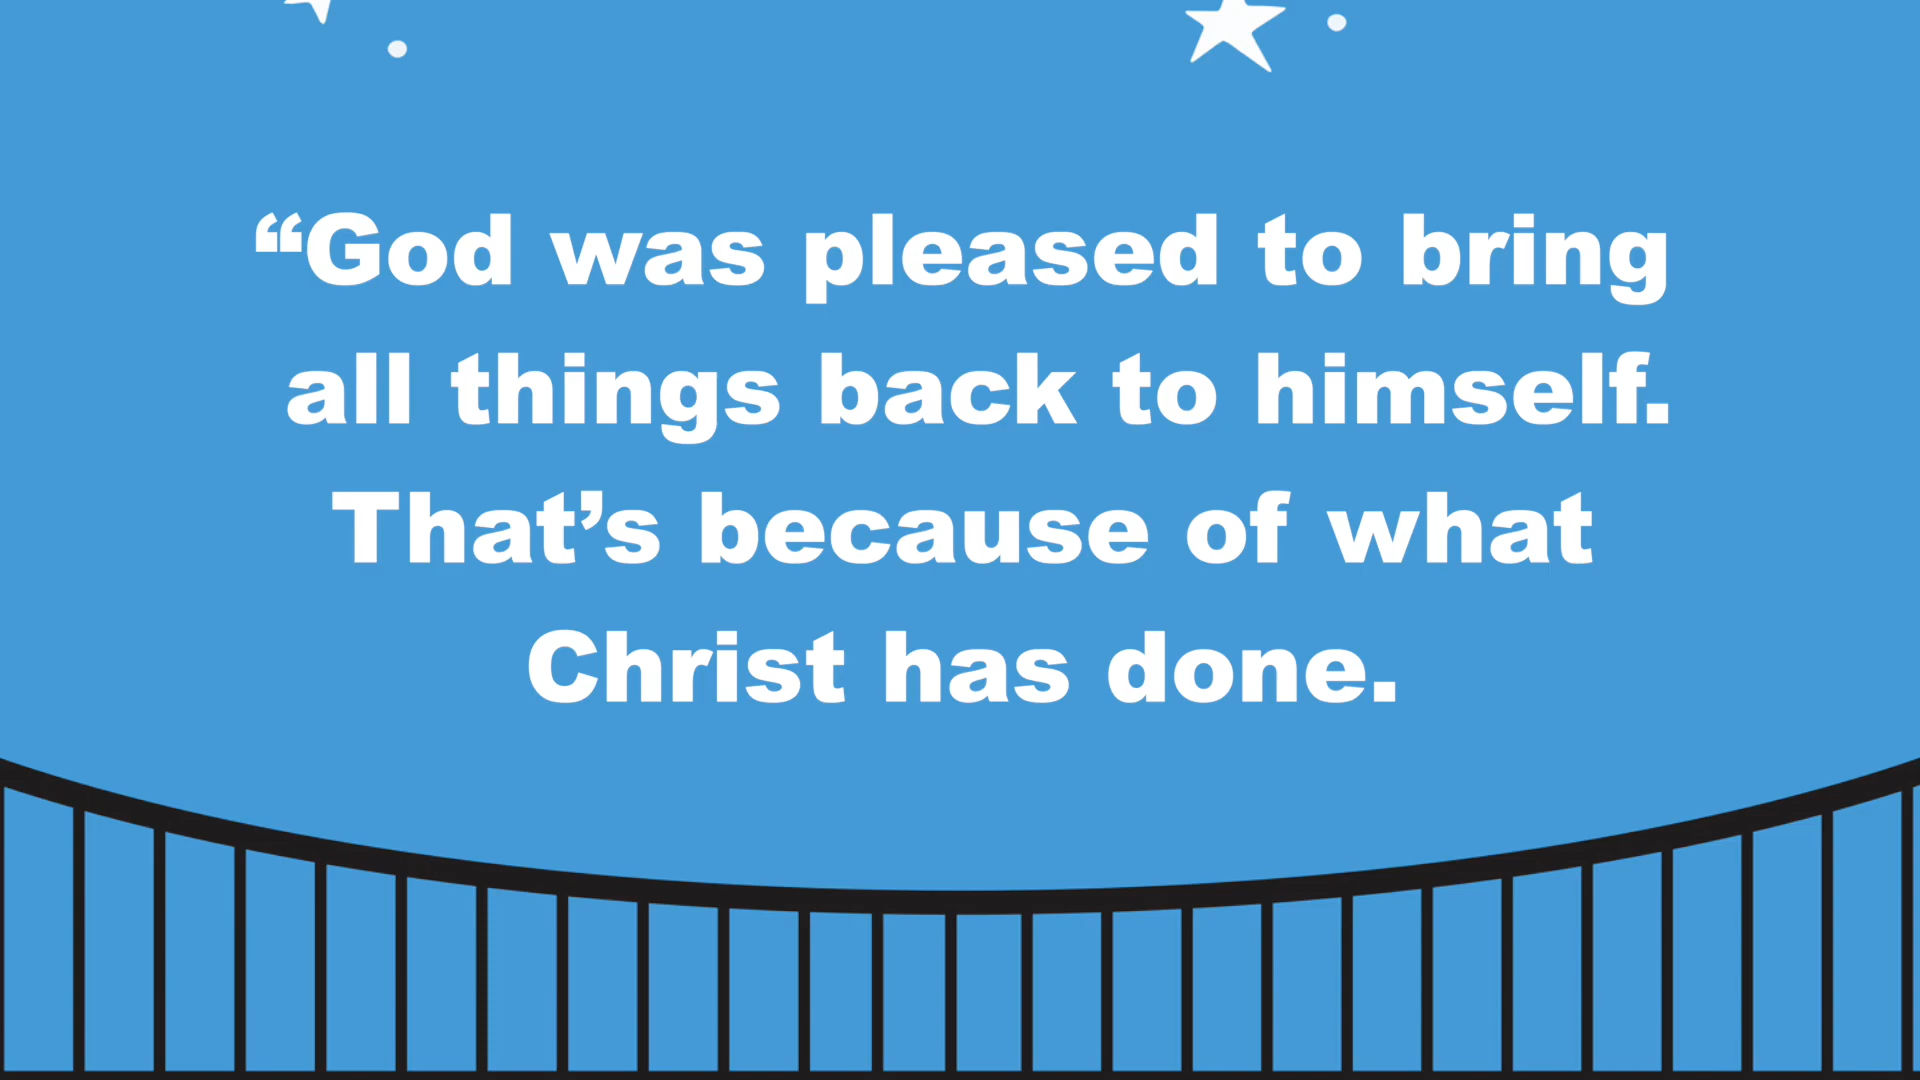 “God was pleased to bring
all things back to himself.
That’s because of what
Christ has done.